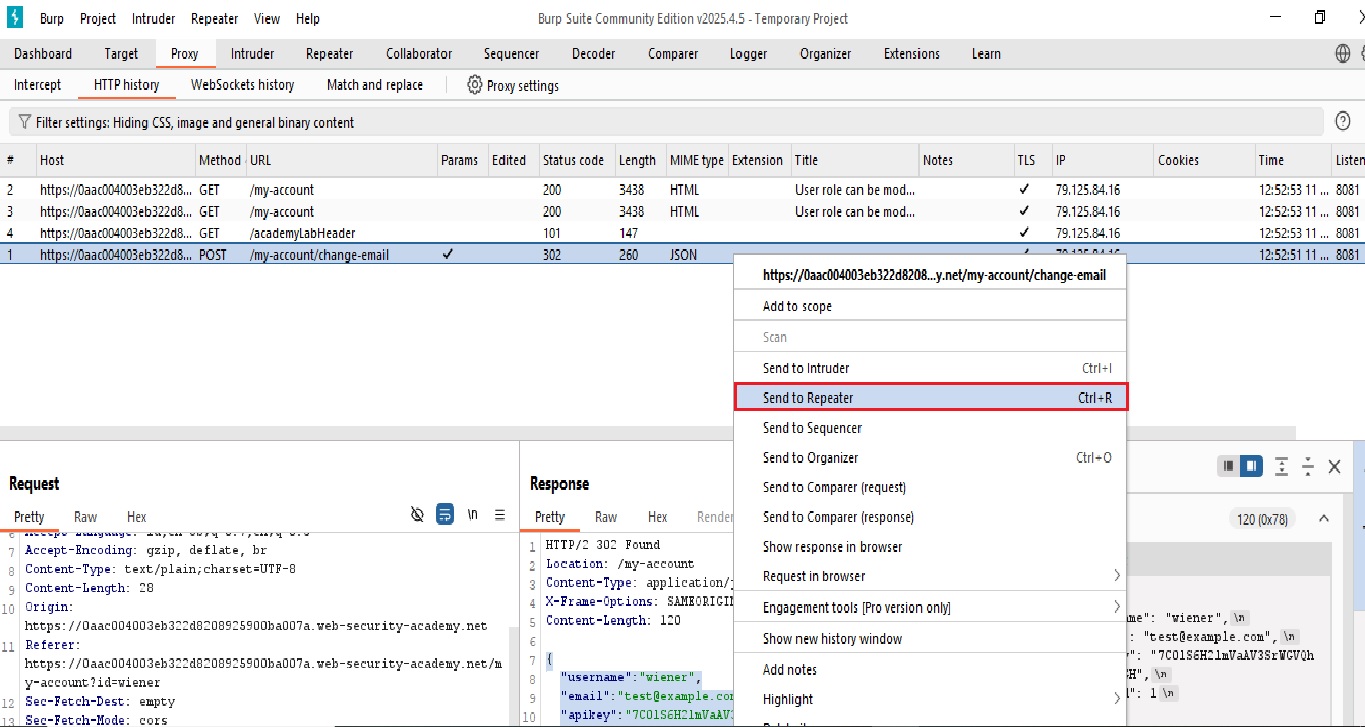 Burp Project Intruder Repeater View Help Burp Suite Community Edition v2025.4.5 - Temporary Project
Dashboard Target Proxy Intruder Repeater Collaborator Sequencer Decoder Comparer Logger Organizer Extensions Learn
Intercept HTTP history WebSockets history Match and replace Proxy settings
Filter settings: Hiding CSS, image and general binary content
# Host Method URL Params Edited Status code Length MIME type Extension Title Notes TLS IP Cookies Time Listen
2 https://0aac004003eb322d8... GET /my-account 200 3438 HTML User role can be mod... ✓ 79.125.84.16 12:52:53 11 ... 8081
3 https://0aac004003eb322d8... GET /my-account 200 3438 HTML User role can be mod... ✓ 79.125.84.16 12:52:53 11 ... 8081
4 https://0aac004003eb322d8... GET /academyLabHeader 101 147 ✓ 79.125.84.16 12:52:53 11 ... 8081
1 https://0aac004003eb322d8... POST /my-account/change-email ✓ 302 260 JSON ✓ 79.125.84.16 12:52:51 11 ... 8081
https://0aac004003eb322d8208...y.net/my-account/change-email
Add to scope
Scan
Send to Intruder Ctrl+I
Send to Repeater Ctrl+R
Send to Sequencer
Send to Organizer Ctrl+O
Send to Comparer (request)
Send to Comparer (response)
Show response in browser
Request in browser
Engagement tools [Pro version only]
Show new history window
Add notes
Highlight
Request
Pretty Raw Hex \n
7 Accept-Encoding: gzip, deflate, br
8 Content-Type: text/plain;charset=UTF-8
9 Content-Length: 28
10 Origin:
https://0aac004003eb322d8208925900ba007a.web-security-academy.net
11 Referer:
https://0aac004003eb322d8208925900ba007a.web-security-academy.net/m
y-account?id=wiener
12 Sec-Fetch-Dest: empty
13 Sec-Fetch-Mode: cors
Response
Pretty Raw Hex Render
1 HTTP/2 302 Found
2 Location: /my-account
3 Content-Type: application/
4 X-Frame-Options: SAMEORIGIN
5 Content-Length: 120
6
7 {
8 "username":"wiener",
9 "email":"test@example.com
10 "apikey":"7CO1S6H2lmVaAV3
120 (0x78)
me": "wiener", \n
: "test@example.com", \n
": "7CO1S6H2lmVaAV3SrWGVQh
H", \n
": 1 \n